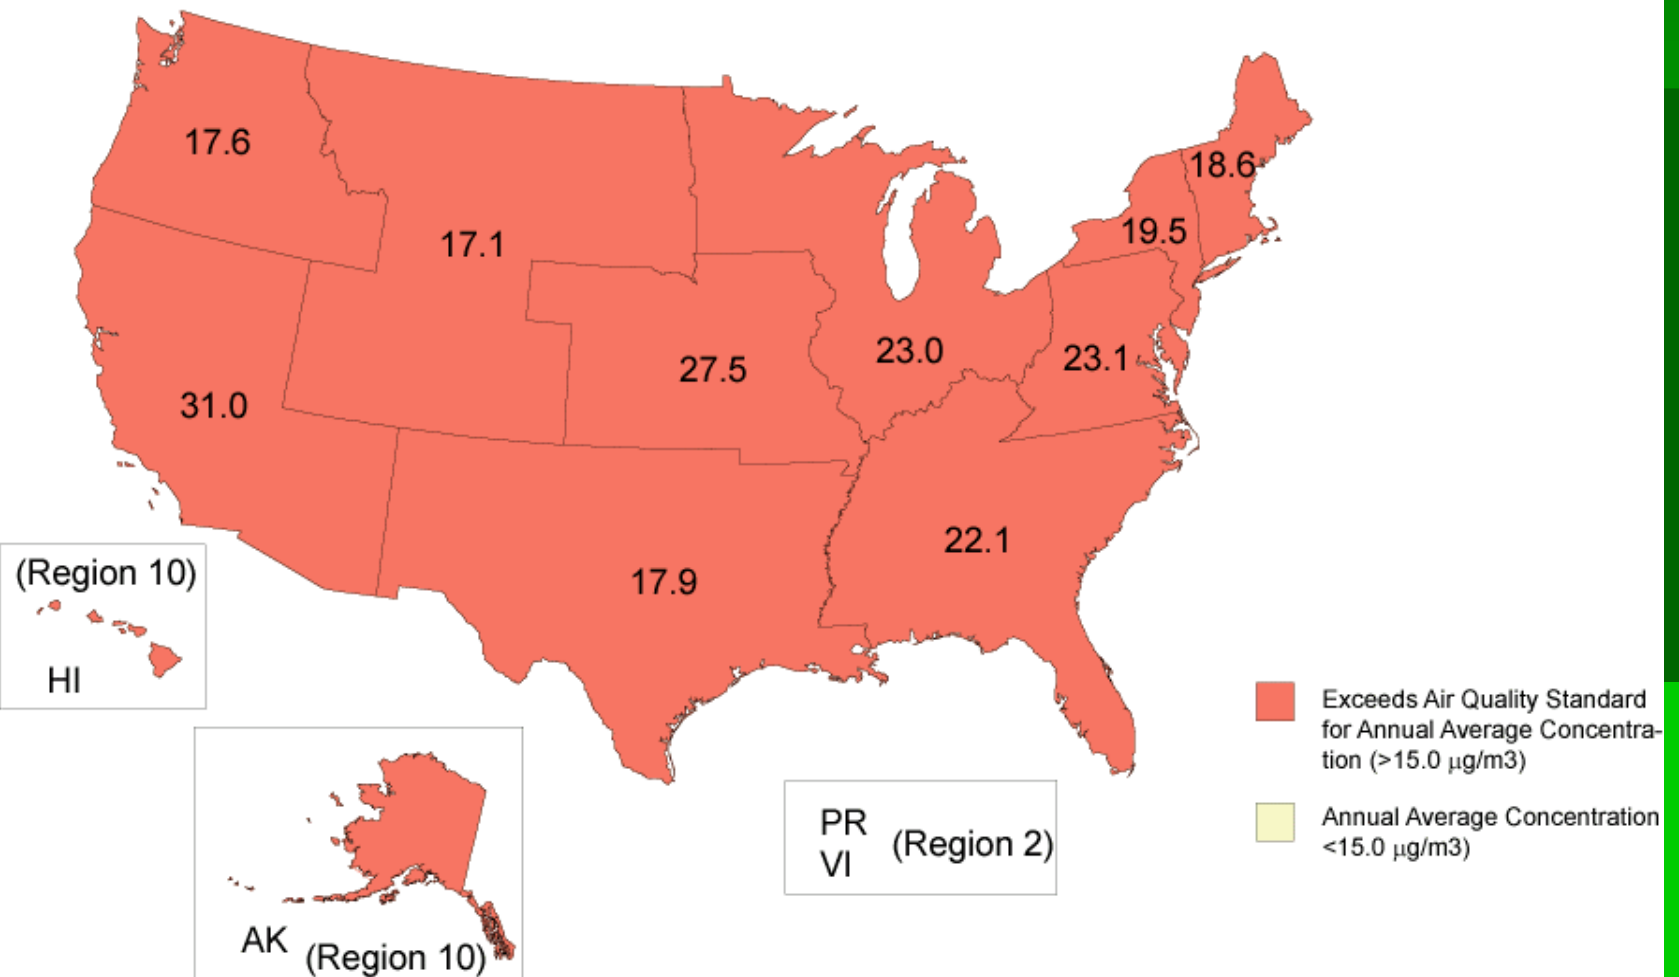 17.6
18.6
19.5
17.1
23.0
23.1
27.5
31.0
22.1
17.9
(Region 10)
HI
Exceeds Air Quality Standard
for Annual Average Concentra-
tion (>15.0 μg/m3)
Annual Average Concentration
<15.0 μg/m3)
PR
VI
(Region 2)
AK
(Region 10)